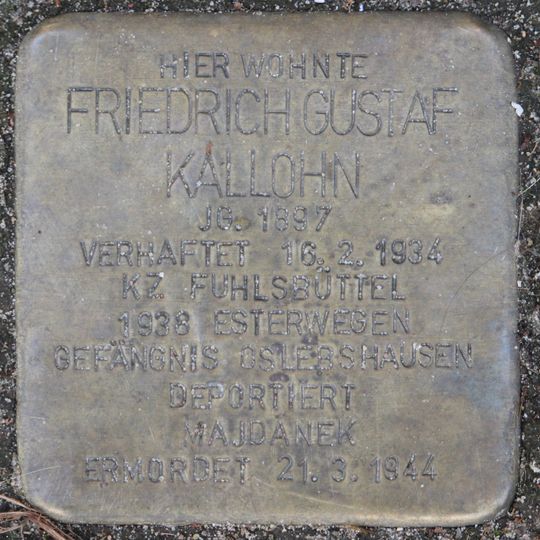 HIER WOHNTE
FRIEDRICH GUSTAF
KALLOHN
JG. 1897
VERHAFTET 16.2.1934
KZ FUHLSBÜTTEL
1936 ESTERWEGEN
GEFÄNGNIS OSLEBSHAUSEN
DEPORTIERT
MAJDANEK
ERMORDET 21.3.1944